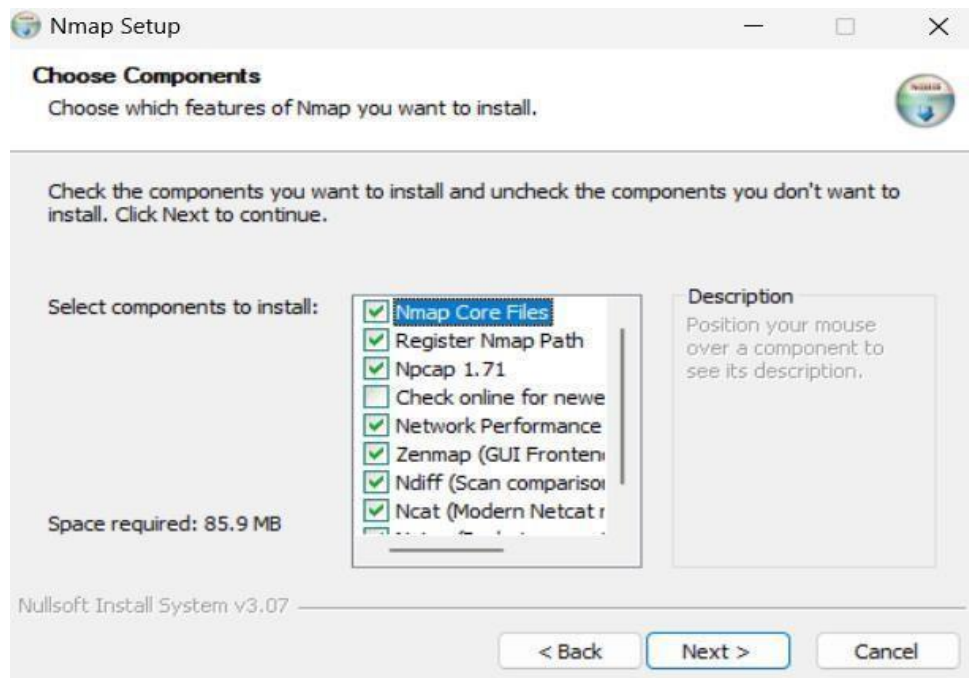 Nmap Setup
Choose Components
Choose which features of Nmap you want to install.
Check the components you want to install and uncheck the components you don't want to
install. Click Next to continue.
Select components to install:
Nmap Core Files
Register Nmap Path
Npcap 1.71
Check online for newe
Network Performance
Zenmap (GUI Fronten
Ndiff (Scan comparison
Ncat (Modern Netcat r
Description
Position your mouse
over a component to
see its description.
Space required: 85.9 MB
Nullsoft Install System v3.07
< Back
Next >
Cancel